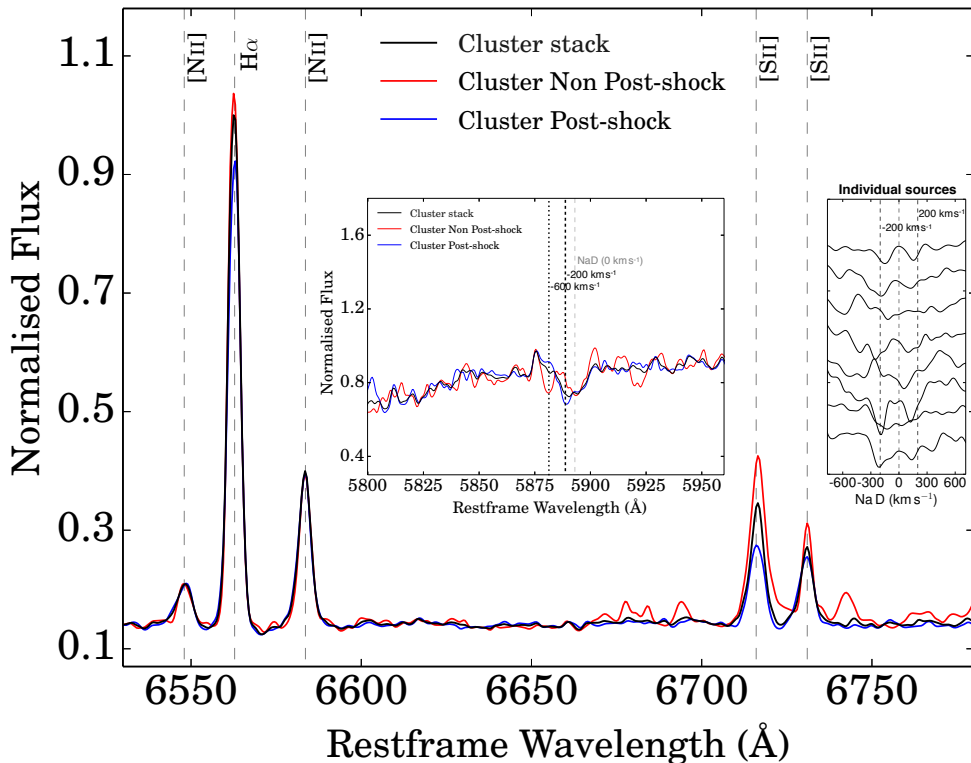 [NII]
Hα
[NII]
[SII]
[SII]
Cluster stack
Cluster Non Post-shock
Cluster Post-shock
1.1
0.9
0.7
0.5
0.3
0.1
Normalised Flux
6550
6600
6650
6700
6750
Restframe Wavelength (Å)
Cluster stack
Cluster Non Post-shock
Cluster Post-shock
NaD (0 kms-1)
-200 kms-1
-600 kms-1
1.6
1.2
0.8
0.4
Normalised Flux
5800
5825
5850
5875
5900
5925
5950
Restframe Wavelength (Å)
Individual sources
200 kms-1
-200 kms-1
-600
-300
0
300
600
Na D (km s−1)